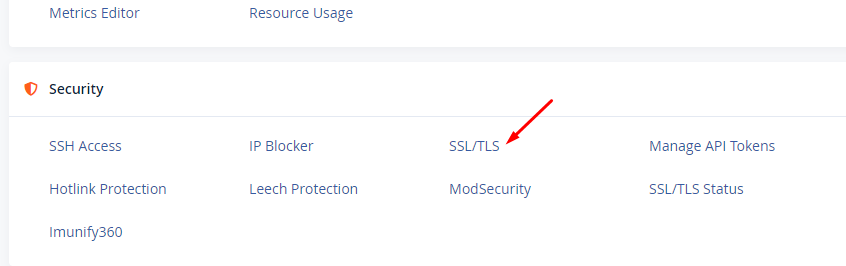 Metrics Editor Resource Usage
Security
SSH Access IP Blocker SSL/TLS Manage API Tokens
Hotlink Protection Leech Protection ModSecurity SSL/TLS Status
Imunify360